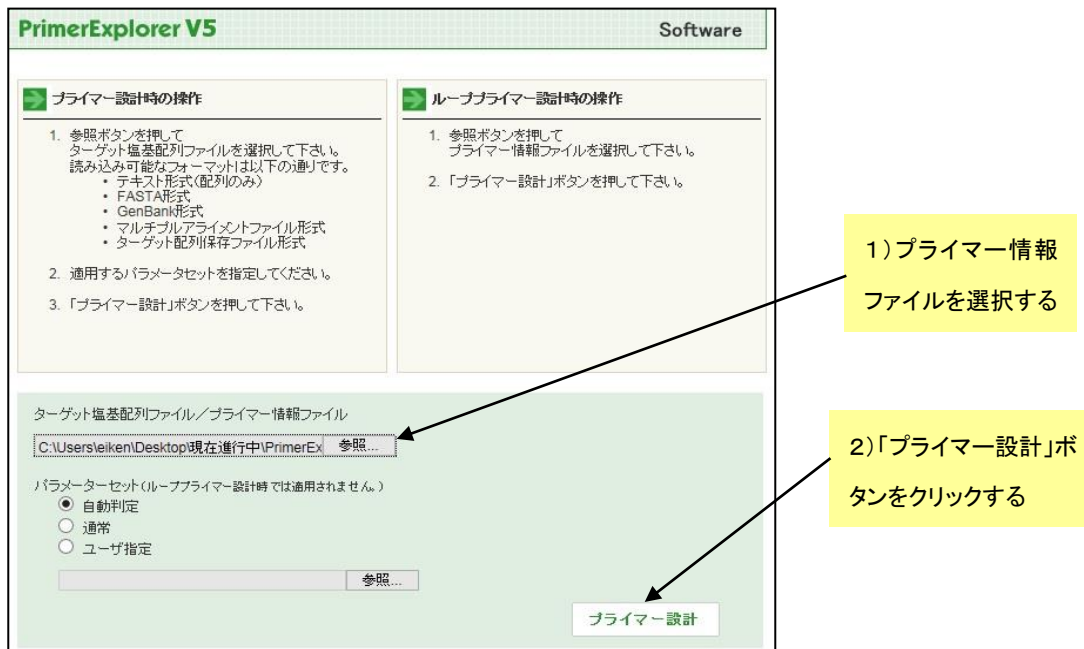 PrimerExplorer V5
Software
プライマー設計時の操作
1. 参照ボタンを押して
ターゲット塩基配列ファイルを選択して下さい。
読み込み可能なフォーマットは以下の通りです。
・ テキスト形式(配列のみ)
・ FASTA形式
・ GenBank形式
・ マルチプルアライメントファイル形式
・ ターゲット配列保存ファイル形式
2. 適用するパラメータセットを指定してください。
3. 「プライマー設計」ボタンを押して下さい。
ループプライマー設計時の操作
1. 参照ボタンを押して
プライマー情報ファイルを選択して下さい。
2. 「プライマー設計」ボタンを押して下さい。
ターゲット塩基配列ファイル／プライマー情報ファイル
C:\Users\eiken\Desktop\現在進行中\PrimerEx 参照...
パラメーターセット(ループプライマー設計時では適用されません。)
自動判定
通常
ユーザ指定
参照...
プライマー設計
1)プライマー情報
ファイルを選択する
2)「プライマー設計」ボ
タンをクリックする